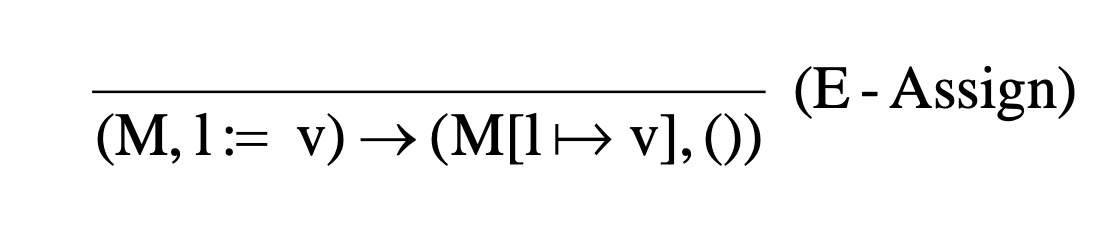 (E - Assign)
(M, l := v) → (M[l ↦ v], ())